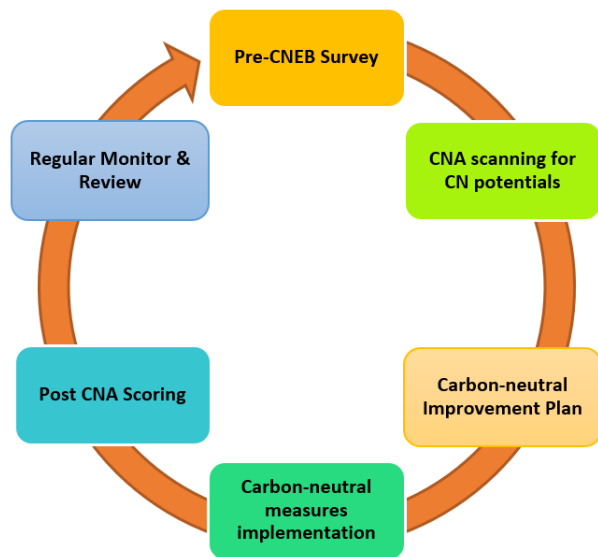 Pre-CNEB Survey
CNA scanning for
CN potentials
Carbon-neutral
Improvement Plan
Carbon-neutral
measures
implementation
Post CNA Scoring
Regular Monitor &
Review